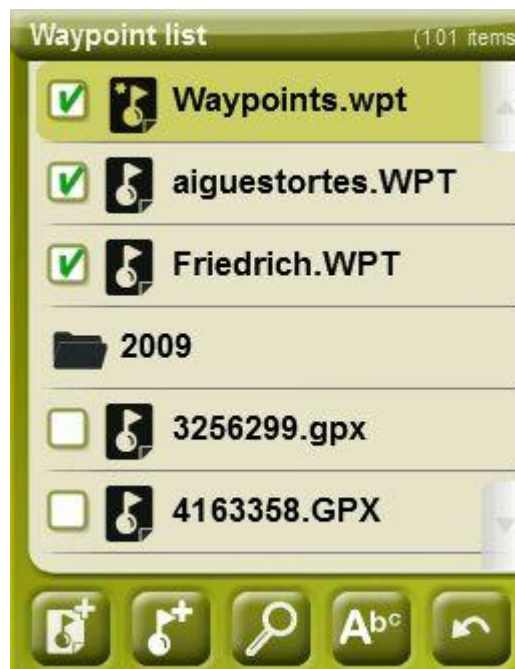 Waypoint list (101 items
Waypoints.wpt
aiguestortes.WPT
Friedrich.WPT
2009
3256299.gpx
4163358.GPX
Abc